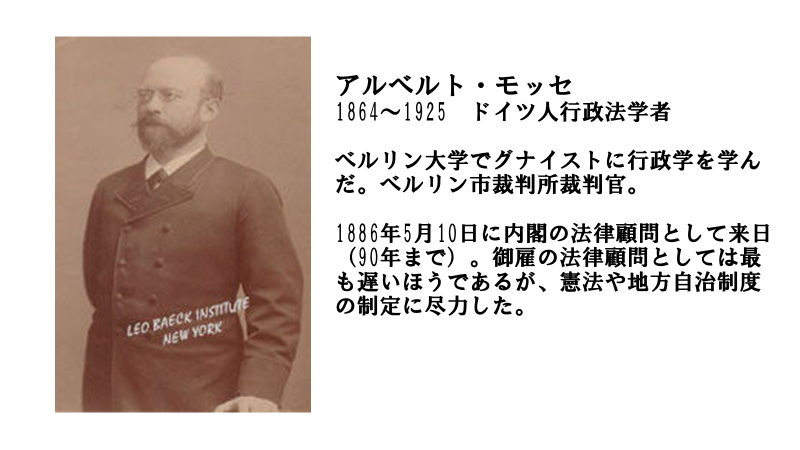 アルベルト・モッセ
1864～1925　ドイツ人行政法学者
ベルリン大学でグナイストに行政学を学ん
だ。ベルリン市裁判所裁判官。
1886年5月10日に内閣の法律顧問として来日
（90年まで）。御雇の法律顧問としては最
も遅いほうであるが、憲法や地方自治制度
の制定に尽力した。
LEO BAECK INSTITUTE
NEW YORK